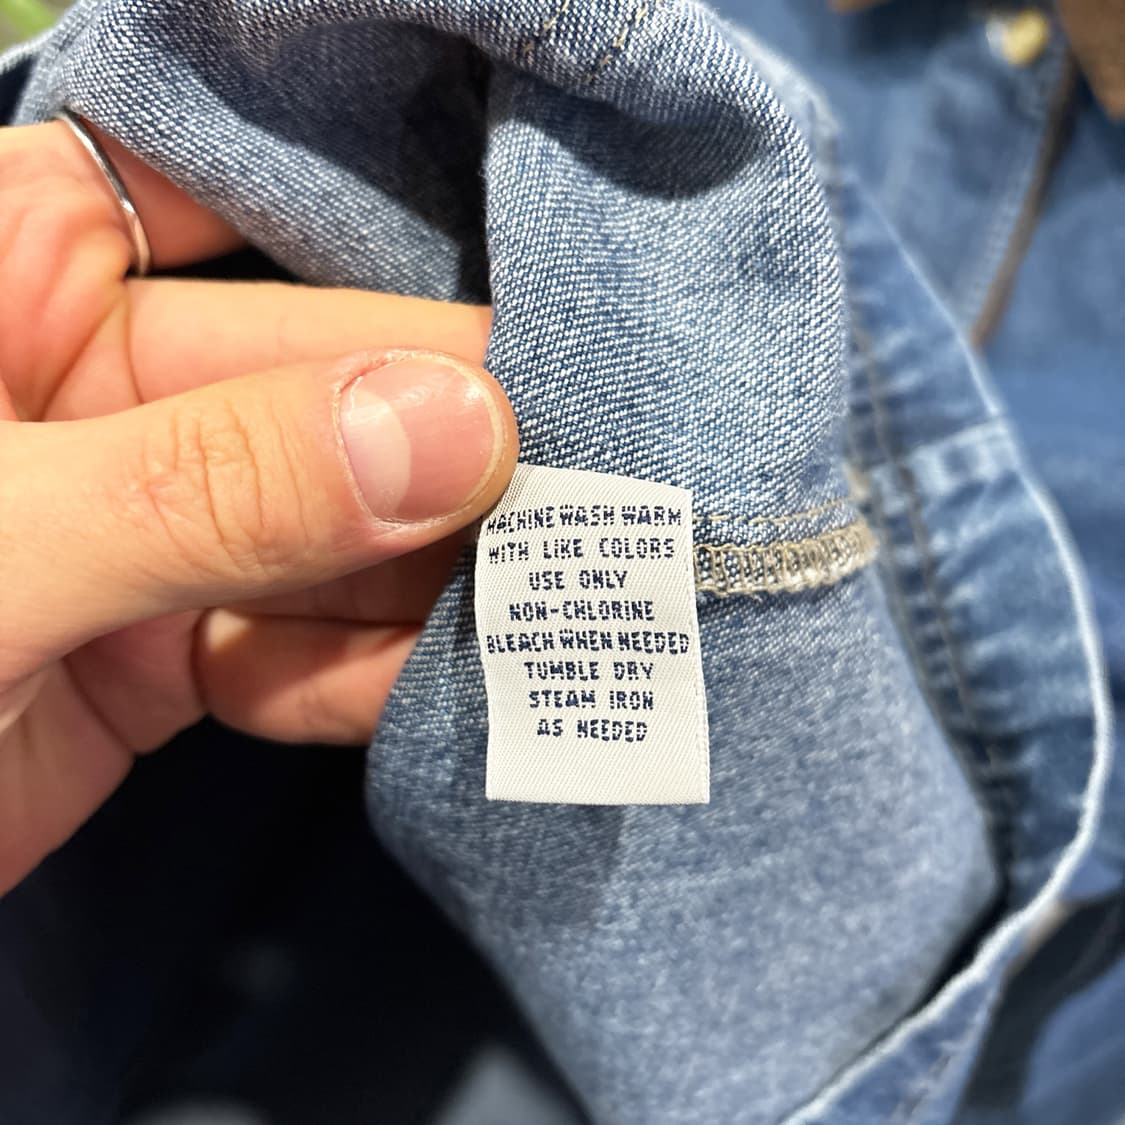 MACHINE WASH WARM
WITH LIKE COLORS
USE ONLY
NON-CHLORINE
BLEACH WHEN NEEDED
TUMBLE DRY
STEAM IRON
AS NEEDED